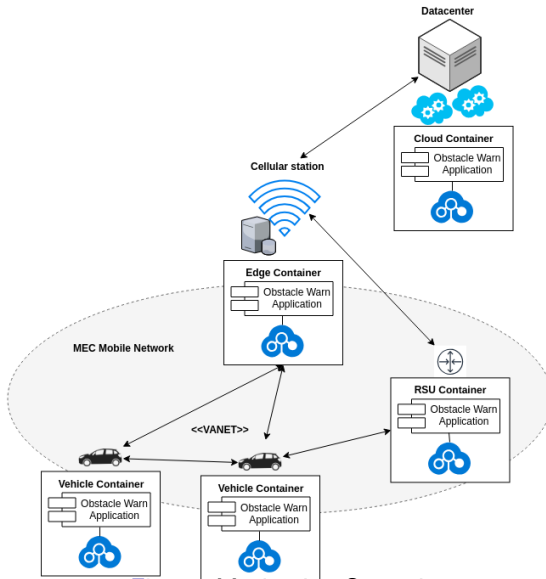 Datacenter
Cloud Container
Obstacle Warn
Application
Cellular station
Edge Container
Obstacle Warn
Application
MEC Mobile Network
RSU Container
Obstacle Warn
Application
<<VANET>>
Vehicle Container
Obstacle Warn
Application
Vehicle Container
Obstacle Warn
Application